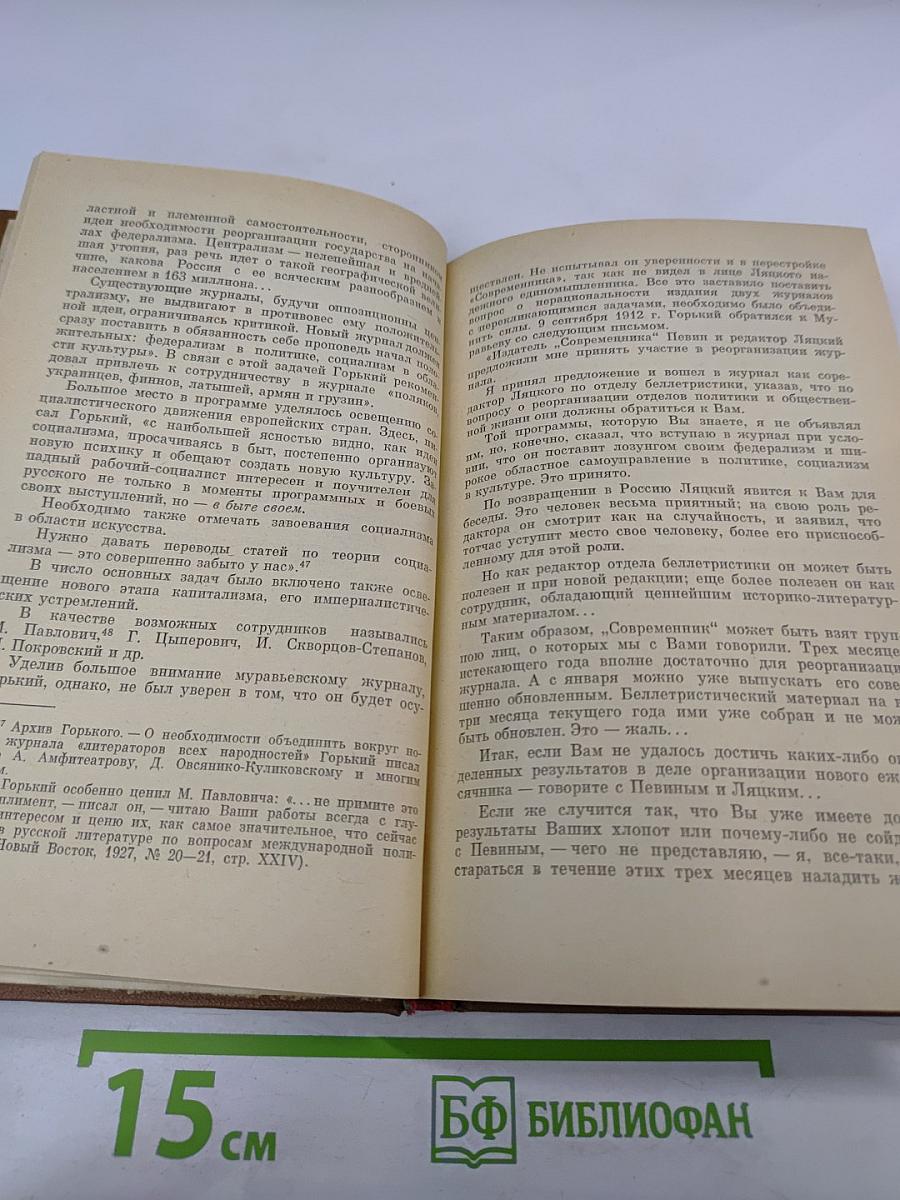 ластной и племенной самостоятельности, сторонником
идеи необходимости реорганизации государства на нача-
лах федерализма. Централизм — нелепейшая и вредней-
шая утопия, раз речь идет о такой географической вели-
чине, какова Россия с ее всяческим разнообразием и
населением в 163 миллиона...
Существующие журналы, будучи оппозиционны цен-
трализму, не выдвигают в противовес ему положитель-
ной идеи, ограничиваясь критикой. Новый журнал должен
сразу поставить в обязанность себе проповедь начал поло-
жительных: федерализм в политике, социализм в обла-
сти культуры». В связи с этой задачей Горький рекомен-
довал привлечь к сотрудничеству в журнале «поляков,
украинцев, финнов, латышей, армян и грузин».
Большое место в программе уделялось освещению со-
циалистического движения европейских стран. Здесь, пи-
сал Горький, «с наибольшей ясностью видно, как идеи
социализма, просачиваясь в быт, постепенно организуют
новую психику и обещают создать новую культуру. За-
падный рабочий-социалист интересен и поучителен для
русского не только в моменты программных и боевых
своих выступлений, но — в быте своем.
Необходимо также отмечать завоевания социализма
в области искусства.
Нужно давать переводы статей по теории социа-
лизма — это совершенно забыто у нас».47
В число основных задач было включено также осве-
щение нового этапа капитализма, его империалистиче-
ских устремлений.
В качестве возможных сотрудников назывались
М. Павлович,48 Г. Цыперович, И. Скворцов-Степанов,
Покровский и др.
Уделив большое внимание муравьевскому журналу,
рький, однако, не был уверен в том, что он будет осу-
7 Архив Горького. — О необходимости объединить вокруг но-
журнала «литераторов всех народностей» Горький писал
А. Амфитеатрову, Д. Овсянико-Куликовскому и многим
м.
Горький особенно ценил М. Павловича: «...не примите это
плимент, — писал он, — читаю Ваши работы всегда с глу-
интересом и ценю их, как самое значительное, что сейчас
в русской литературе по вопросам международной поли-
Новый Восток, 1927, № 20—21, стр. XXIV).
ществлен. Не испытывал он уверенности и в перестройке
«Современника», так как не видел в лице Ляцкого на-
дежного единомышленника. Все это заставило поставить
вопрос о нерациональности издания двух журналов
с перекликающимися задачами, необходимо было объеди-
нить силы. 9 сентября 1912 г. Горький обратился к Му-
равьеву со следующим письмом.
«Издатель „Современника“ Певин и редактор Ляцкий
предложили мне принять участие в реорганизации жур-
нала.
Я принял предложение и вошел в журнал как соре-
дактор Ляцкого по отделу беллетристики, указав, что по
вопросу о реорганизации отделов политики и обществен-
ной жизни они должны обратиться к Вам.
Той программы, которую Вы знаете, я не объявлял
им, но, конечно, сказал, что вступаю в журнал при усло-
вии, что он поставит лозунгом своим федерализм и ши-
рокое областное самоуправление в политике, социализм
в культуре. Это принято.
По возвращении в Россию Ляцкий явится к Вам для
беседы. Это человек весьма приятный; на свою роль ре-
дактора он смотрит как на случайность, и заявил, что
тотчас уступит место свое человеку, более его приспособ-
ленному для этой роли.
Но как редактор отдела беллетристики он может быть
полезен и при новой редакции; еще более полезен он как
сотрудник, обладающий ценнейшим историко-литератур-
ным материалом...
Таким образом, „Современник“ может быть взят груп-
пою лиц, о которых мы с Вами говорили. Трех месяце
истекающего года вполне достаточно для реорганизаци
журнала. А с января можно уже выпускать его сове
шенно обновленным. Беллетристический материал на
три месяца текущего года ими уже собран и не мож
быть обновлен. Это — жаль...
Итак, если Вам не удалось достичь каких-либо о
деленных результатов в деле организации нового еж
сячника — говорите с Певиным и Ляцким...
Если же случится так, что Вы уже имеете до
результаты Ваших хлопот или почему-либо не сойд
с Певиным, — чего не представляю, — я, все-таки,
стараться в течение этих трех месяцев наладить ж
15 см
БФ БИБЛИОФАН